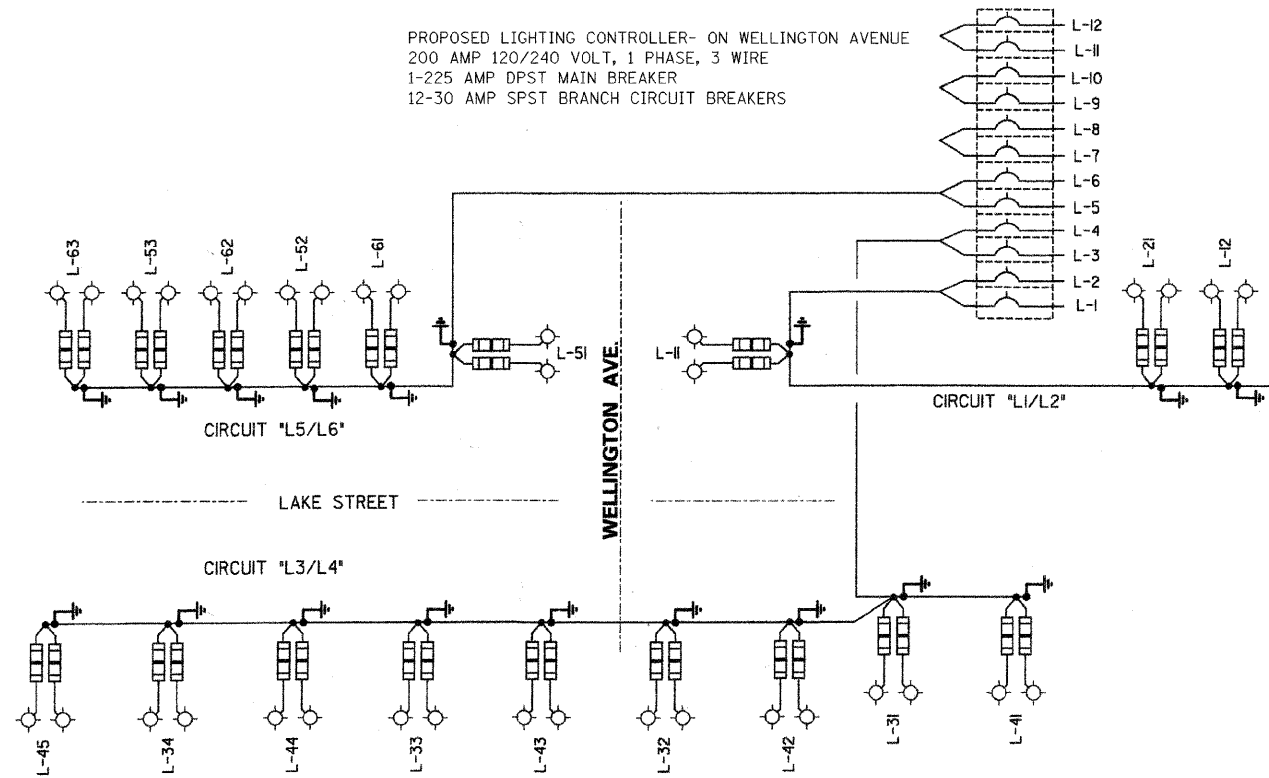 PROPOSED LIGHTING CONTROLLER- ON WELLINGTON AVENUE
200 AMP 120/240 VOLT, 1 PHASE, 3 WIRE
1-225 AMP DPST MAIN BREAKER
12-30 AMP SPST BRANCH CIRCUIT BREAKERS
L-12
L-11
L-10
L-9
L-8
L-7
L-6
L-5
L-4
L-3
L-2
L-1
L-63
L-53
L-62
L-52
L-61
L-51
L-11
L-21
L-12
WELLINGTON AVE.
CIRCUIT "L5/L6"
CIRCUIT "L1/L2"
LAKE STREET
CIRCUIT "L3/L4"
L-45
L-34
L-44
L-33
L-43
L-32
L-42
L-31
L-41